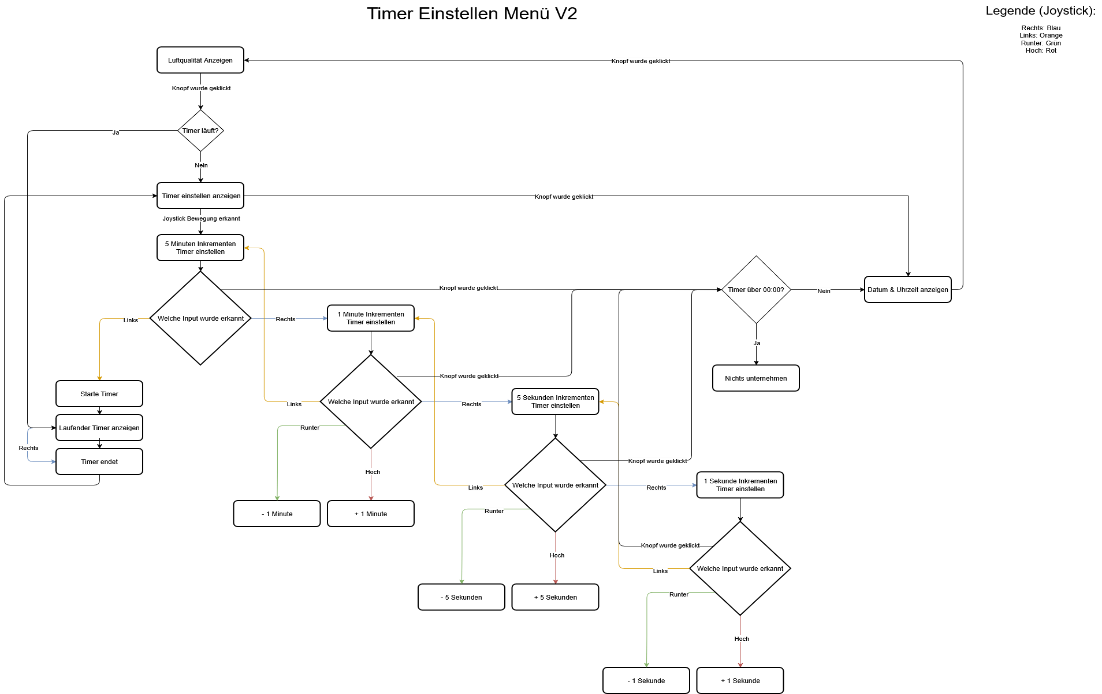 Timer Einstellen Menü V2
Legende (Joystick):
Rechts: Blau
Links: Orange
Runter: Grün
Hoch: Rot
Luftqualität Anzeigen
Knopf wurde geklickt
Knopf wurde geklickt
Timer läuft?
Ja
Nein
Timer einstellen anzeigen
Knopf wurde geklickt
Joystick Bewegung erkannt
5 Minuten Inkrementen
Timer einstellen
Knopf wurde geklickt
Timer über 00:00?
Nein
Datum & Uhrzeit anzeigen
Links
Welche Input wurde erkannt
Rechts
1 Minute Inkrementen
Timer einstellen
Ja
Nichts unternehmen
Knopf wurde geklickt
Starte Timer
Links
Welche Input wurde erkannt
Rechts
5 Sekunden Inkrementen
Timer einstellen
Laufender Timer anzeigen
Runter
Rechts
Timer endet
Hoch
Knopf wurde geklickt
Links
Welche Input wurde erkannt
Rechts
1 Sekunde Inkrementen
Timer einstellen
- 1 Minute
+ 1 Minute
Runter
Hoch
Knopf wurde geklickt
Links
Welche Input wurde erkannt
Runter
- 5 Sekunden
+ 5 Sekunden
Hoch
- 1 Sekunde
+ 1 Sekunde